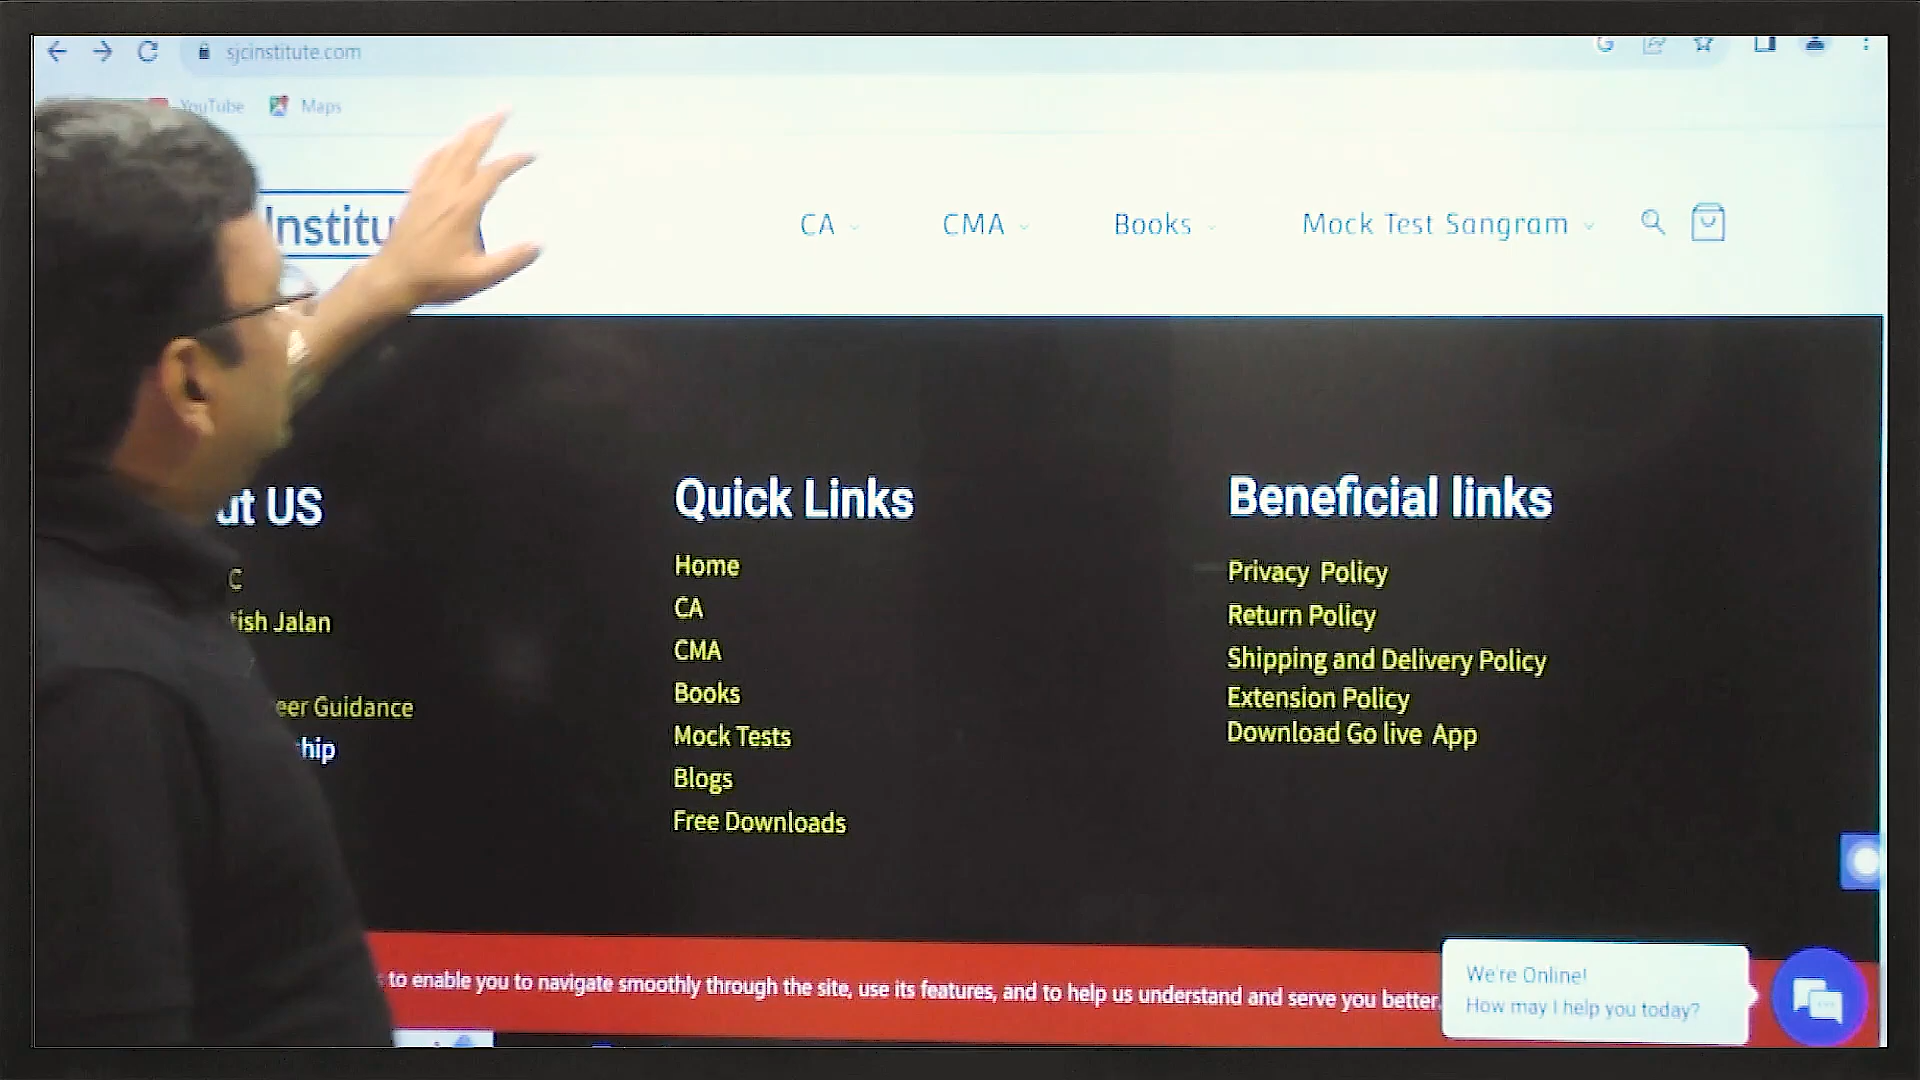 sjcinstitute.com
YouTube
Maps
Institu
CA
CMA
Books
Mock Test Sangram
ut US
C
tish Jalan
eer Guidance
ship
Quick Links
Home
CA
CMA
Books
Mock Tests
Blogs
Free Downloads
Beneficial links
Privacy Policy
Return Policy
Shipping and Delivery Policy
Extension Policy
Download Go live App
to enable you to navigate smoothly through the site, use its features, and to help us understand and serve you better.
We're Online!
How may I help you today?